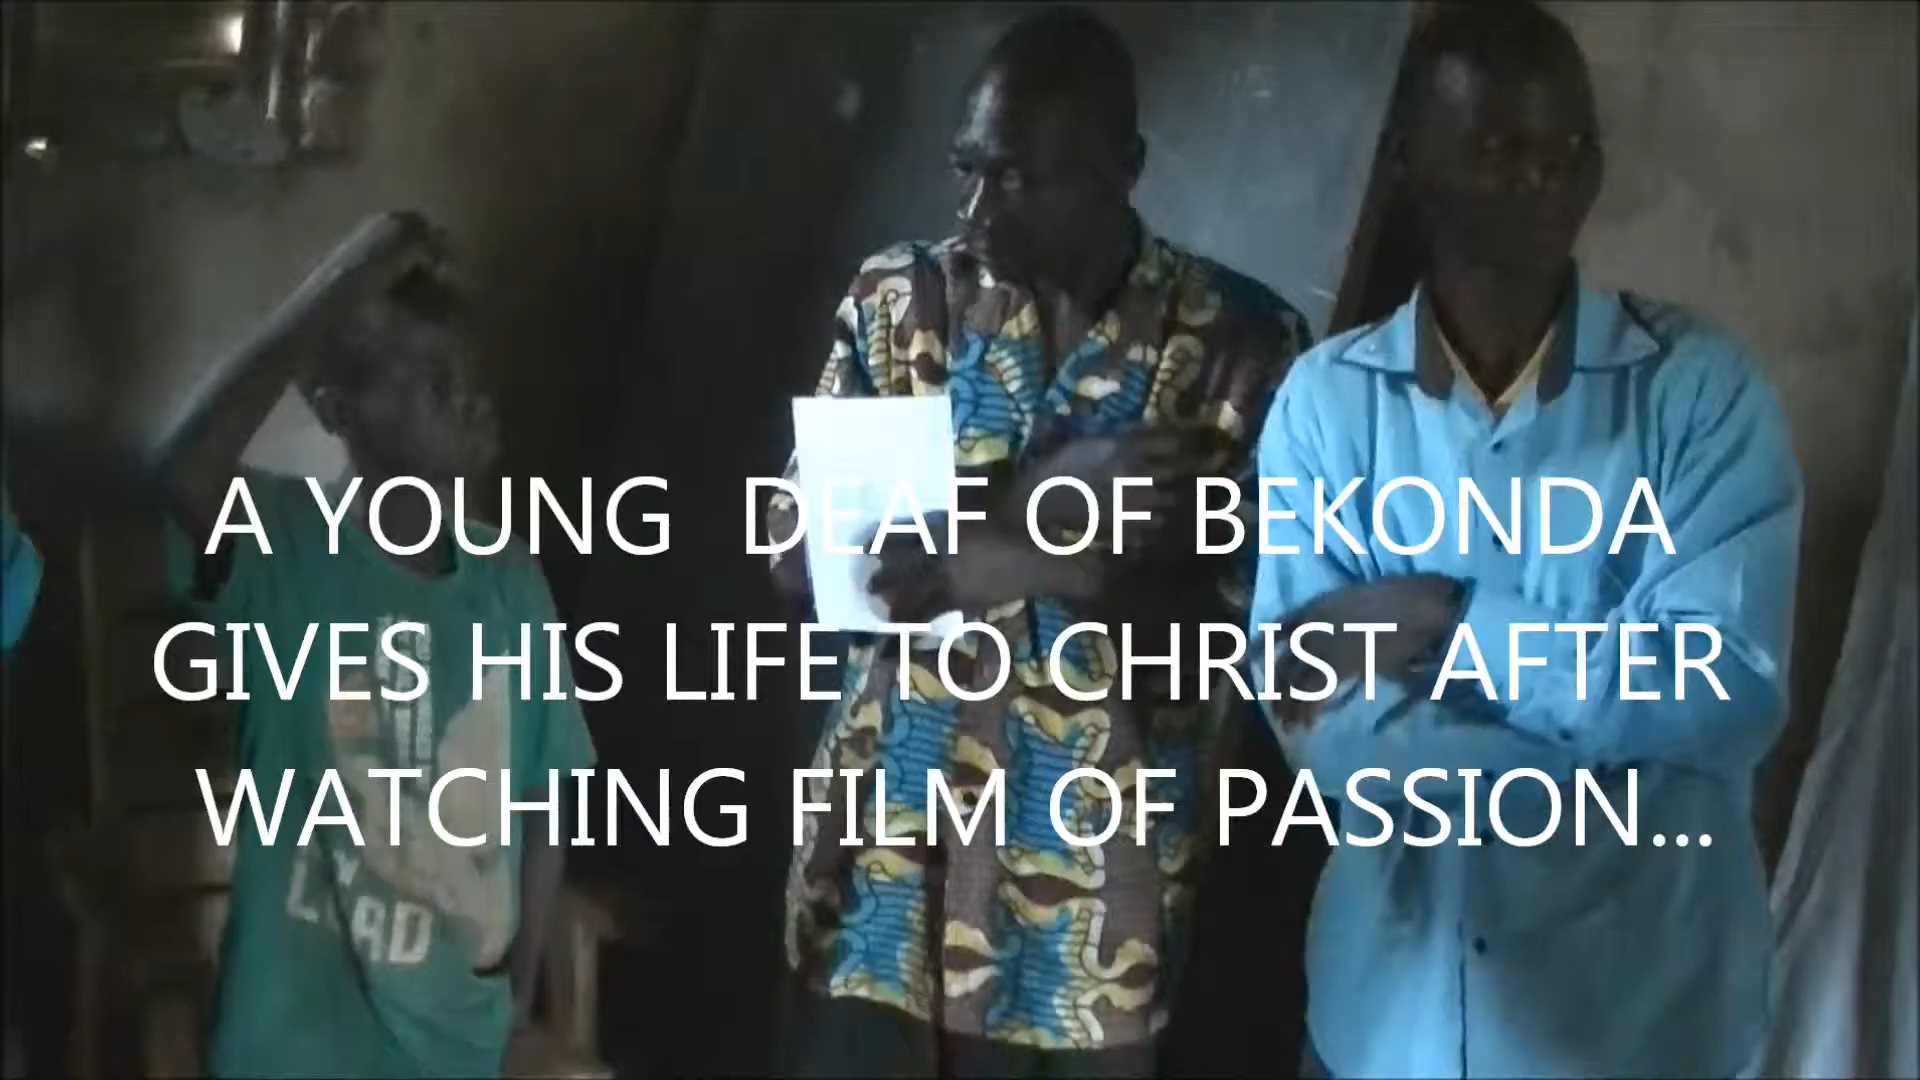 A YOUNG  DEAF OF BEKONDA
GIVES HIS LIFE TO CHRIST AFTER
WATCHING FILM OF PASSION...
L